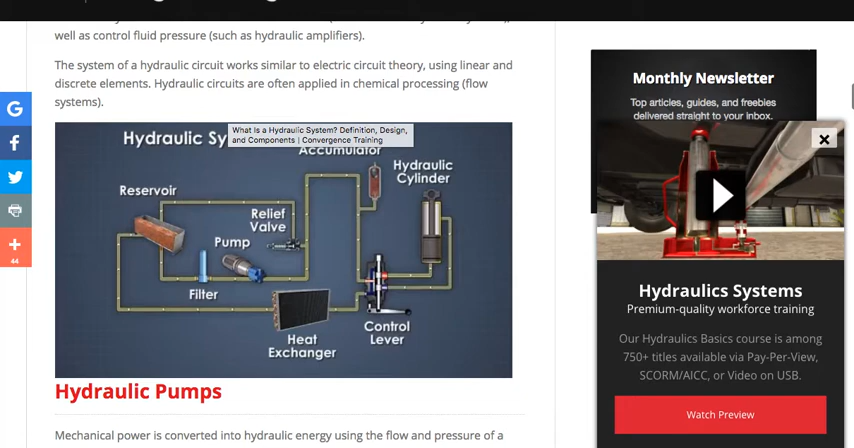 well as control fluid pressure (such as hydraulic amplifiers).
The system of a hydraulic circuit works similar to electric circuit theory, using linear and
discrete elements. Hydraulic circuits are often applied in chemical processing (flow
systems).
Hydraulic Sy
What Is a Hydraulic System? Definition, Design,
and Components | Convergence Training
Accumulator
Hydraulic
Cylinder
Reservoir
Relief
Valve
Pump
Filter
Heat
Exchanger
Control
Lever
Hydraulic Pumps
Mechanical power is converted into hydraulic energy using the flow and pressure of a
G
f
+
44
Monthly Newsletter
Top articles, guides, and freebies
delivered straight to your inbox.
Hydraulics Systems
Premium-quality workforce training
Our Hydraulics Basics course is among
750+ titles available via Pay-Per-View,
SCORM/AICC, or Video on USB.
Watch Preview